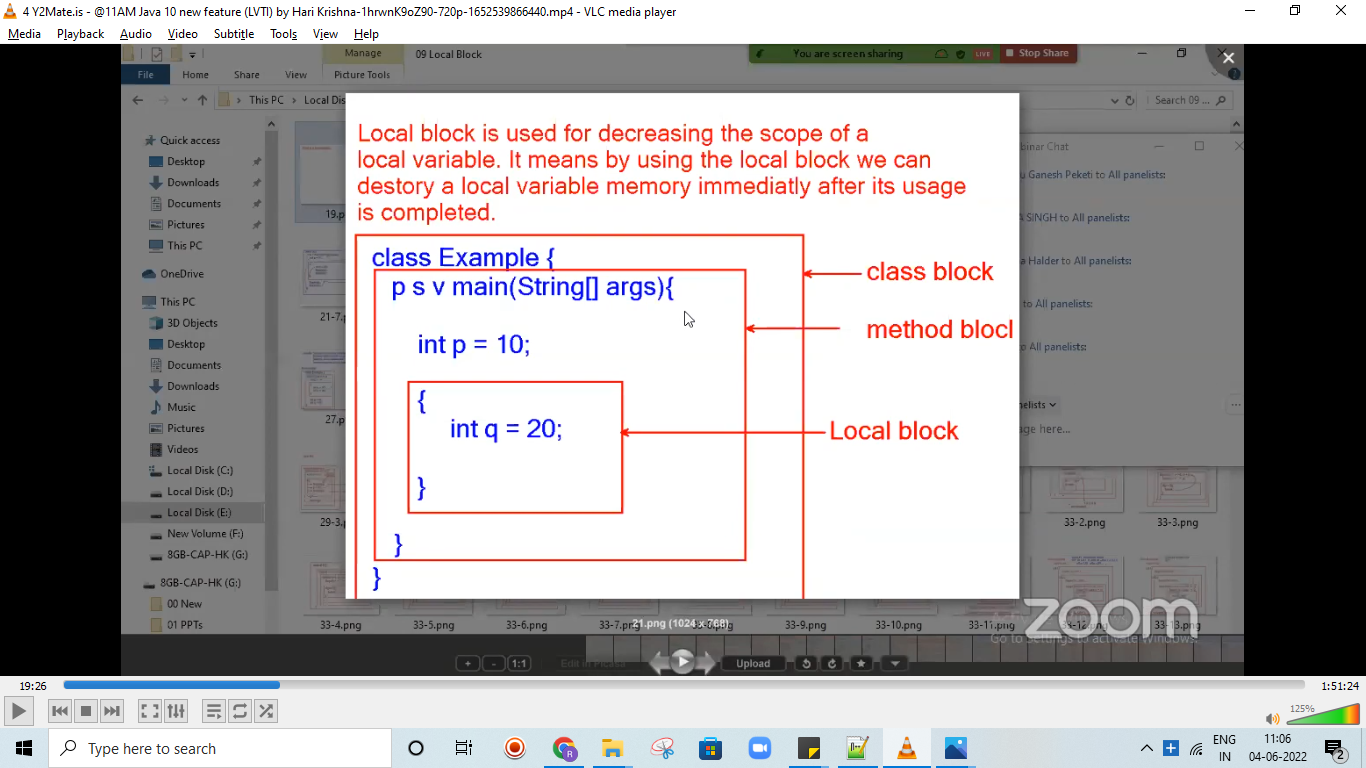 4 Y2Mate.is - @11AM Java 10 new feature (LVTI) by Hari Krishna-1hrwnK9oZ90-720p-1652539866440.mp4 - VLC media player
Media Playback Audio Video Subtitle Tools View Help
Manage
09 Local Block
You are screen sharing
LIVE
Stop Share
File
Home
Share
View
Picture Tools
This PC
Local Dis
Search 09 ...
Local block is used for decreasing the scope of a
local variable. It means by using the local block we can
destory a local variable memory immediatly after its usage
is completed.
class Example {
p s v main(String[] args){
int p = 10;
{
int q = 20;
}
}
}
class block
method blocl
Local block
Quick access
Desktop
Downloads
Documents
Pictures
This PC
OneDrive
This PC
3D Objects
Desktop
Documents
Downloads
Music
Pictures
Videos
Local Disk (C:)
Local Disk (D:)
Local Disk (E:)
New Volume (F:)
8GB-CAP-HK (G:)
8GB-CAP-HK (G:)
00 New
01 PPTs
19.p
21-7.
27.p
29-3
inar Chat
u Ganesh Peketi to All panelists:
A SINGH to All panelists:
a Halder to All panelists:
to All panelists:
o All panelists:
nelists
age here...
33-2.png
33-3.png
33-4.png
33-5.png
33-6.png
33-7.png
21.png (1024 x 768)
33-9.png
33-10.png
33-11.png
33-12.png
33-13.png
zoom
Go to Settings to activate Windows.
+
-
1:1
Edit in Picasa
Upload
19:26
1:51:24
125%
Type here to search
ENG
IN
11:06
04-06-2022
2